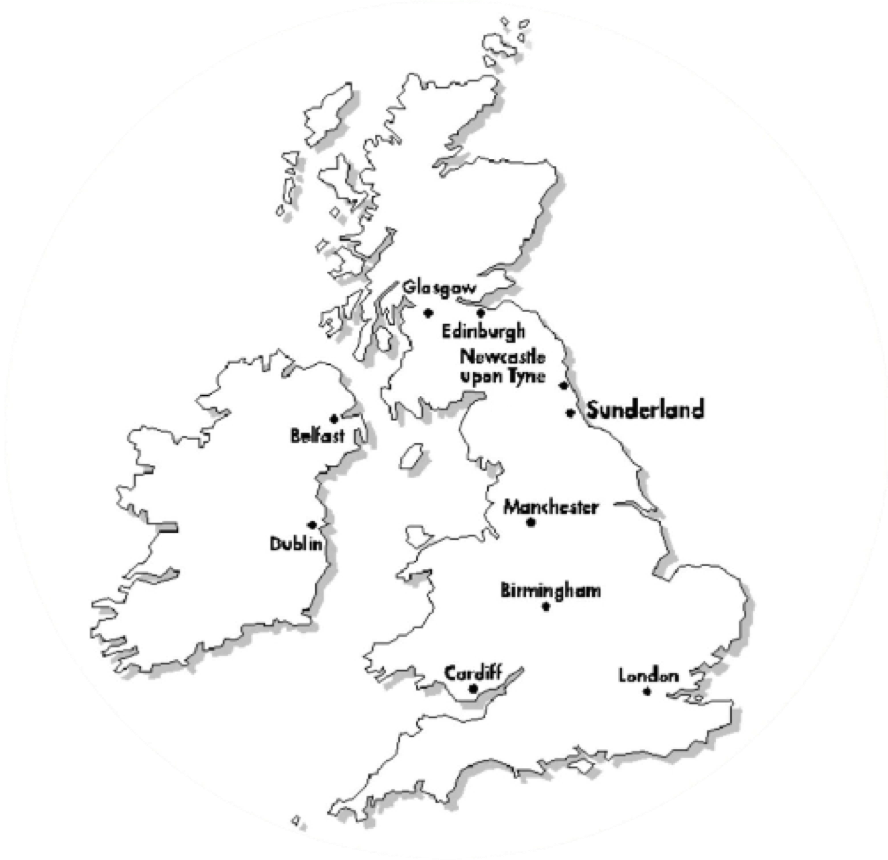 Glasgow
Edinburgh
Newcastle
upon Tyne
Sunderland
Belfast
Manchester
Dublin
Birmingham
Cardiff
London